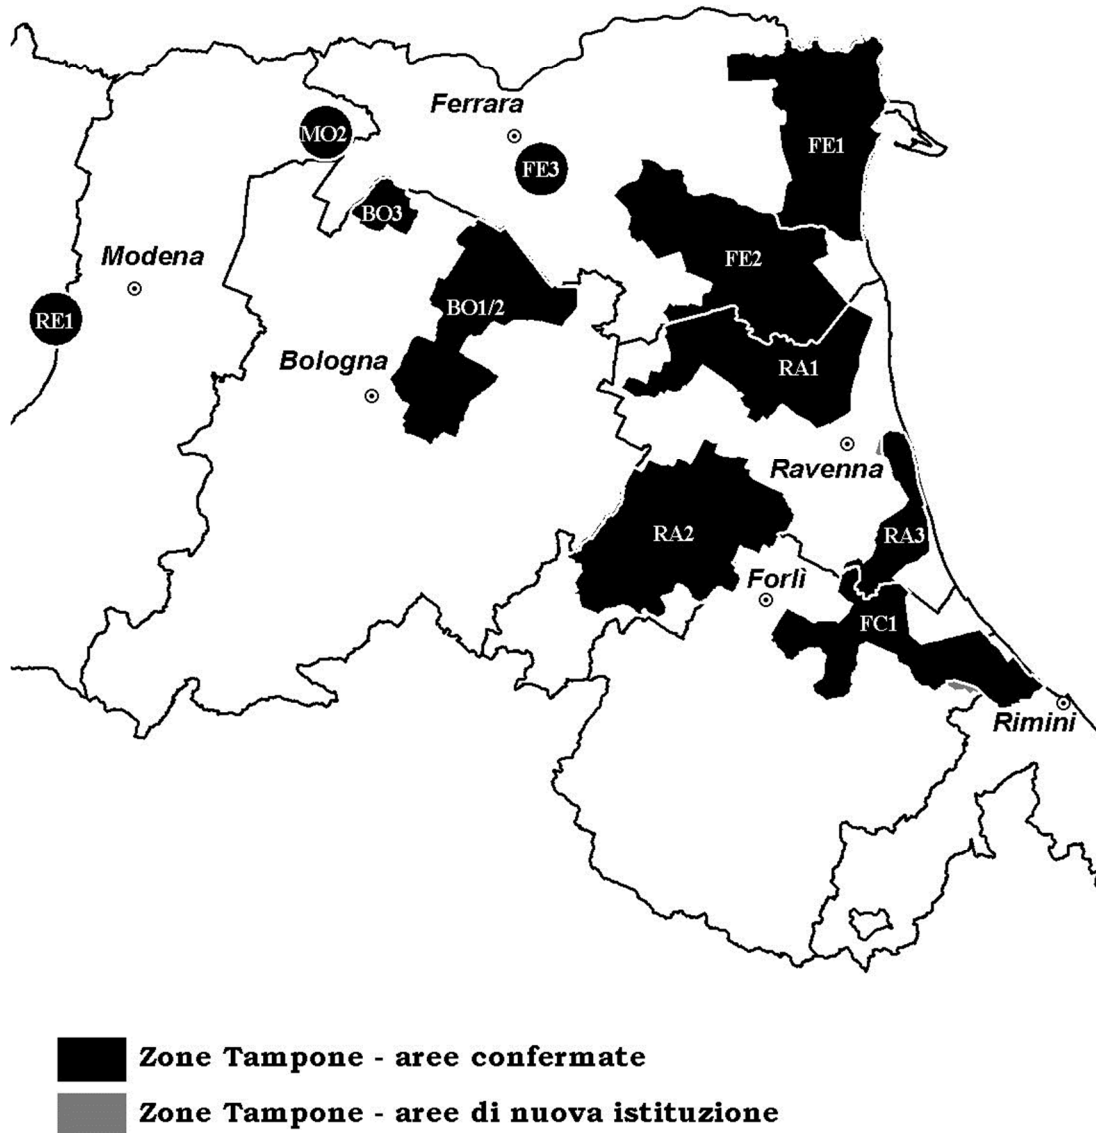 Ferrara
MO2
FE1
FE3
BO3
Modena
FE2
BO1/2
RE1
Bologna
RA1
Ravenna
RA2
RA3
Forlì
FC1
Rimini
Zone Tampone - aree confermate
Zone Tampone - aree di nuova istituzione